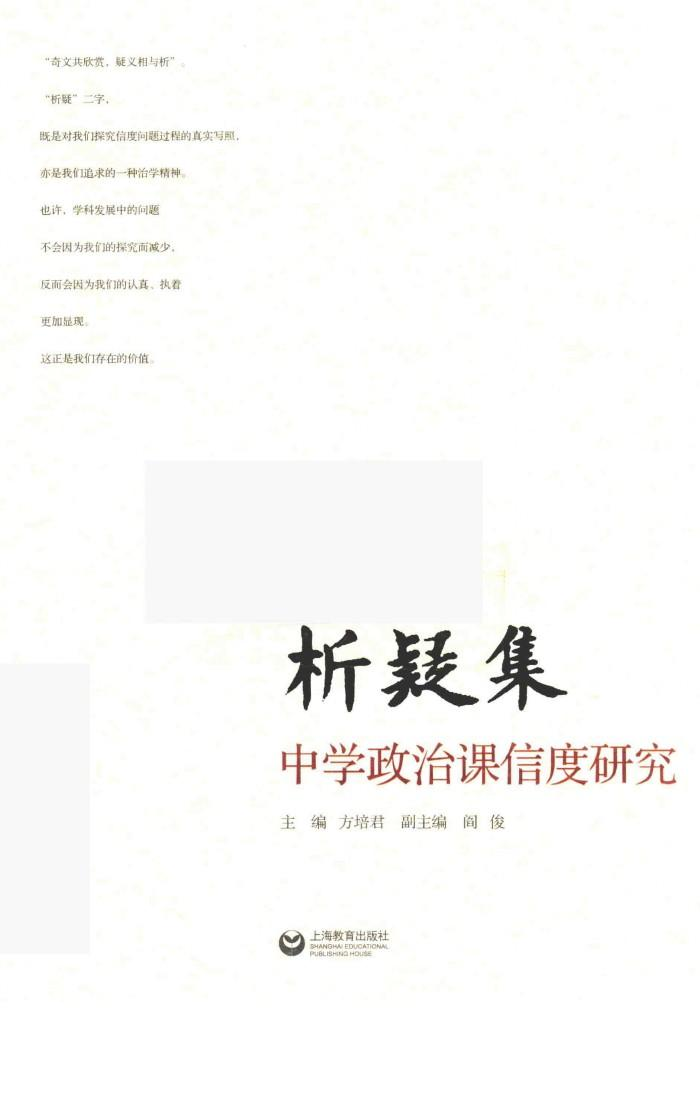 “奇文共欣赏，疑义相与析”。
“析疑”二字，
既是对我们探究信度问题过程的真实写照，
亦是我们追求的一种治学精神。
也许，学科发展中的问题
不会因为我们的探究而减少，
反而会因为我们的认真、执着
更加显现。
这正是我们存在的价值。
析疑集
中学政治课信度研究
主 编 方培君 副主编 阎 俊
上海教育出版社
SHANGHAI EDUCATIONAL
PUBLISHING HOUSE